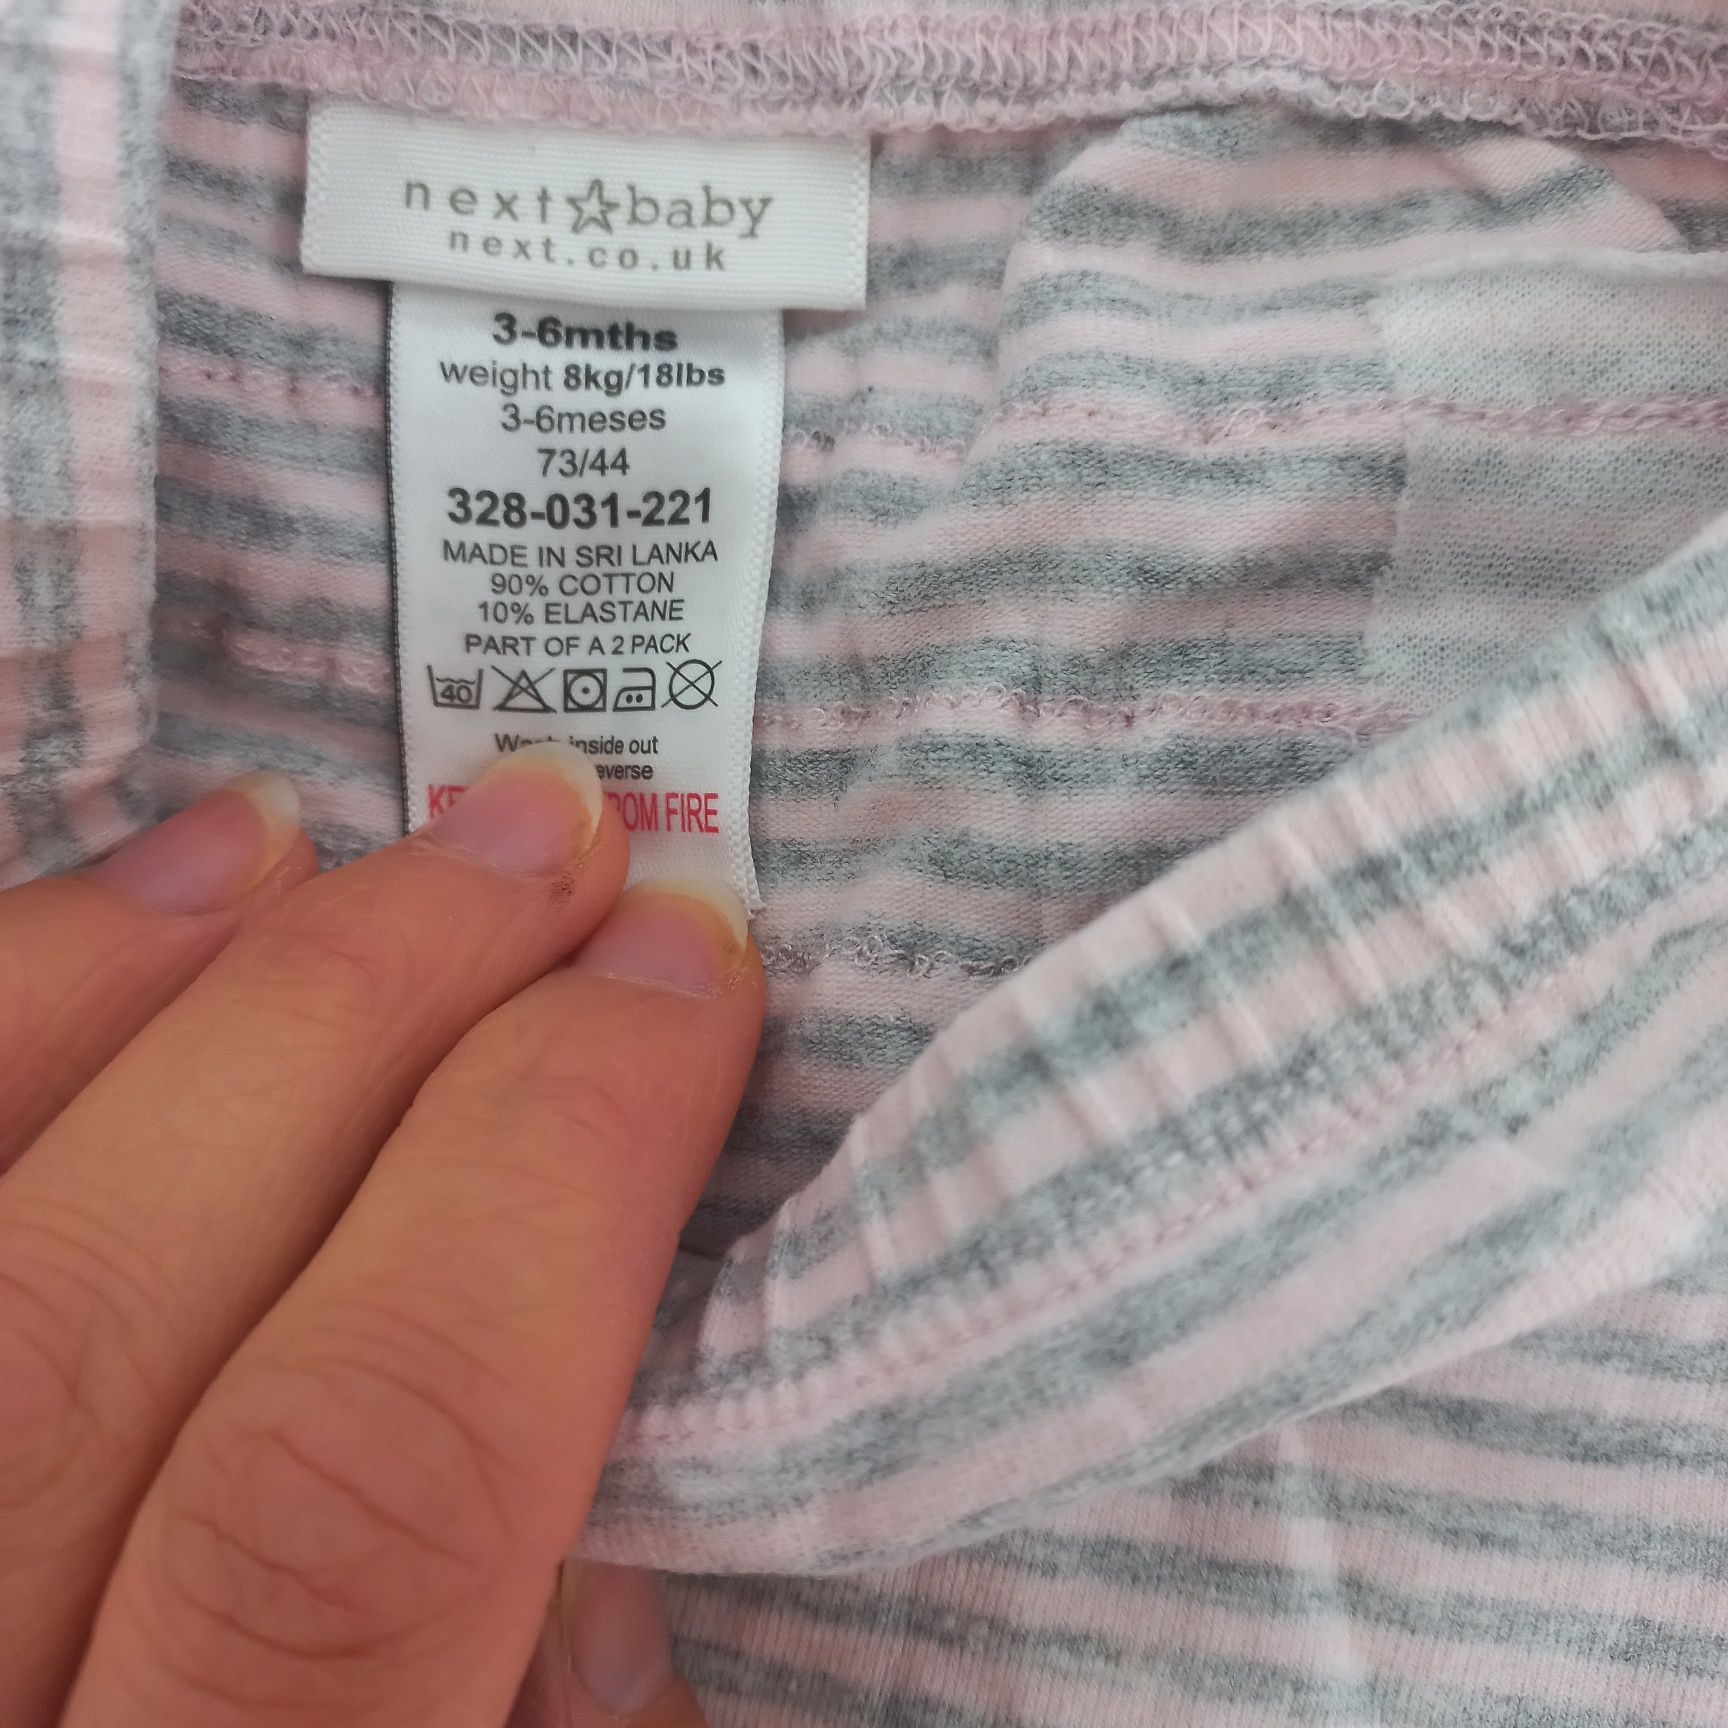 next baby
next.co.uk
3-6mths
weight 8kg/18lbs
3-6meses
73/44
328-031-221
MADE IN SRI LANKA
90% COTTON
10% ELASTANE
PART OF A 2 PACK
40
inside out
FIRE